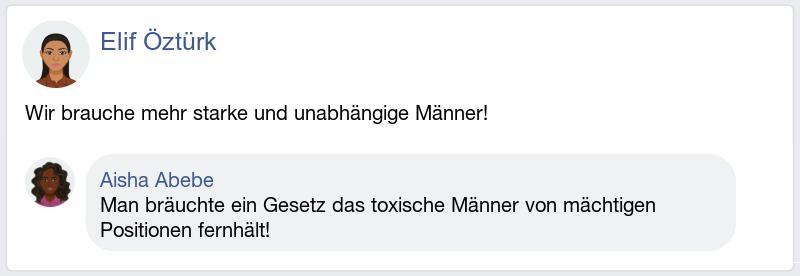 Elif Öztürk
Wir brauche mehr starke und unabhängige Männer!
Aisha Abebe
Man bräuchte ein Gesetz das toxische Männer von mächtigen
Positionen fernhält!